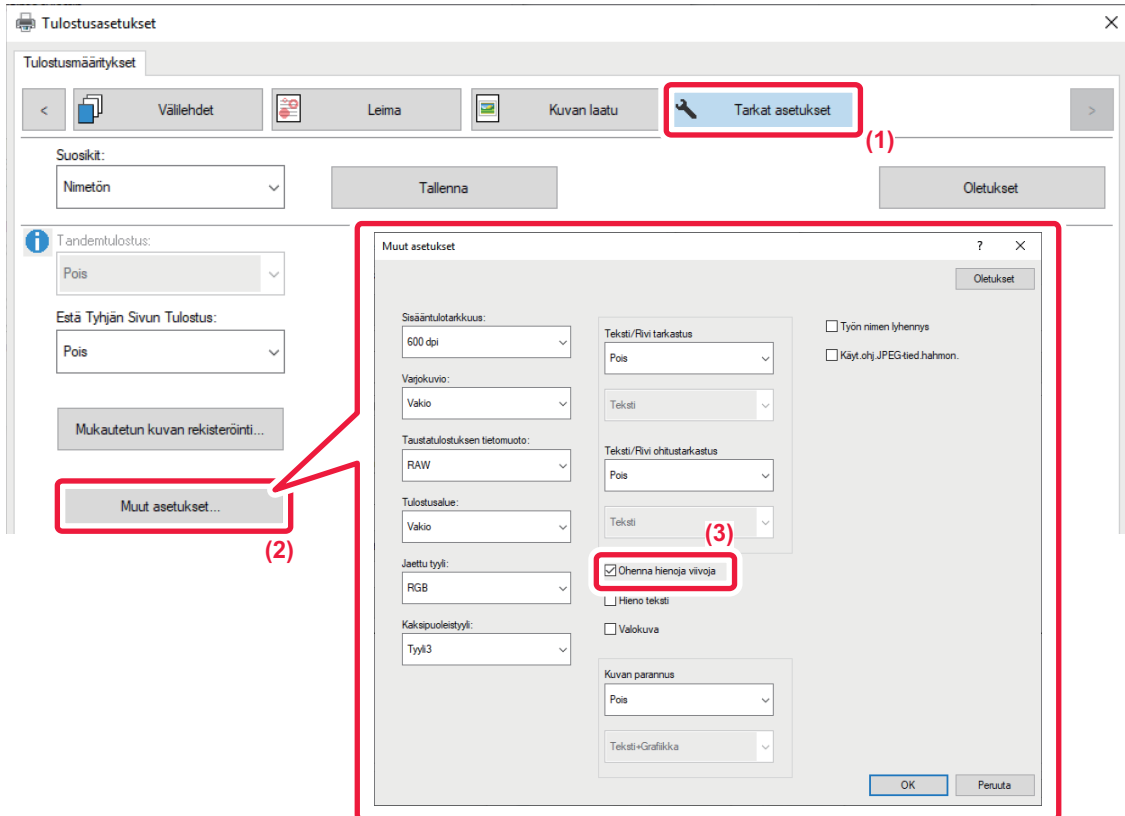 Tulostusasetukset
Tulostusmääritykset
< Välilehdet Leima Kuvan laatu Tarkat asetukset >
(1)
Suosikit:
Nimetön Tallenna Oletukset
Tandemtulostus:
Pois
Estä Tyhjän Sivun Tulostus:
Pois
Mukautetun kuvan rekisteröinti...
Muut asetukset...
(2)
Muut asetukset ?
Oletukset
Sisääntulotarkkuus:
600 dpi
Varjokuvio:
Vakio
Taustatulostuksen tietomuoto:
RAW
Tulostusalue:
Vakio
Jaettu tyyli:
RGB
Kaksipuoleistyyli:
Tyyli3
Teksti/Rivi tarkastus
Pois
Teksti
Teksti/Rivi ohitustarkastus
Pois
Teksti
(3)
Ohenna hienoja viivoja
Hieno teksti
Valokuva
Kuvan parannus
Pois
Teksti+Grafiikka
Työn nimen lyhennys
Käyt.ohj.JPEG-tied.hahmon.
OK Peruuta